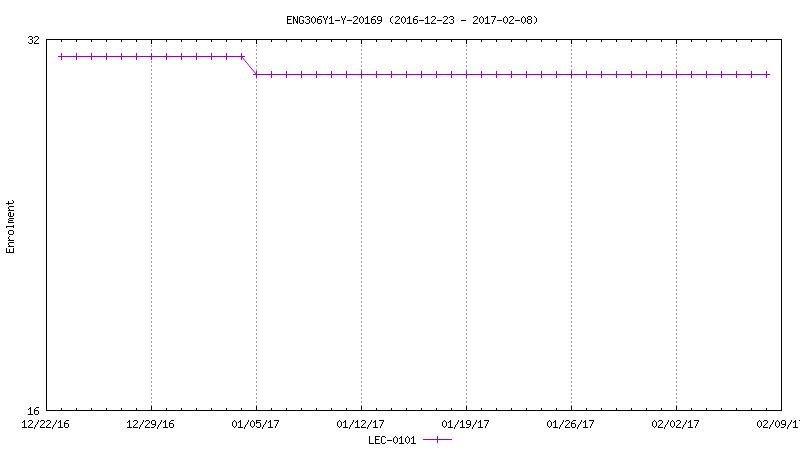 ENG306Y1-Y-20169 (2016-12-23 - 2017-02-08)
32
Enrolment
16
12/22/16 12/29/16 01/05/17 01/12/17 01/19/17 01/26/17 02/02/17 02/09/1
LEC-0101